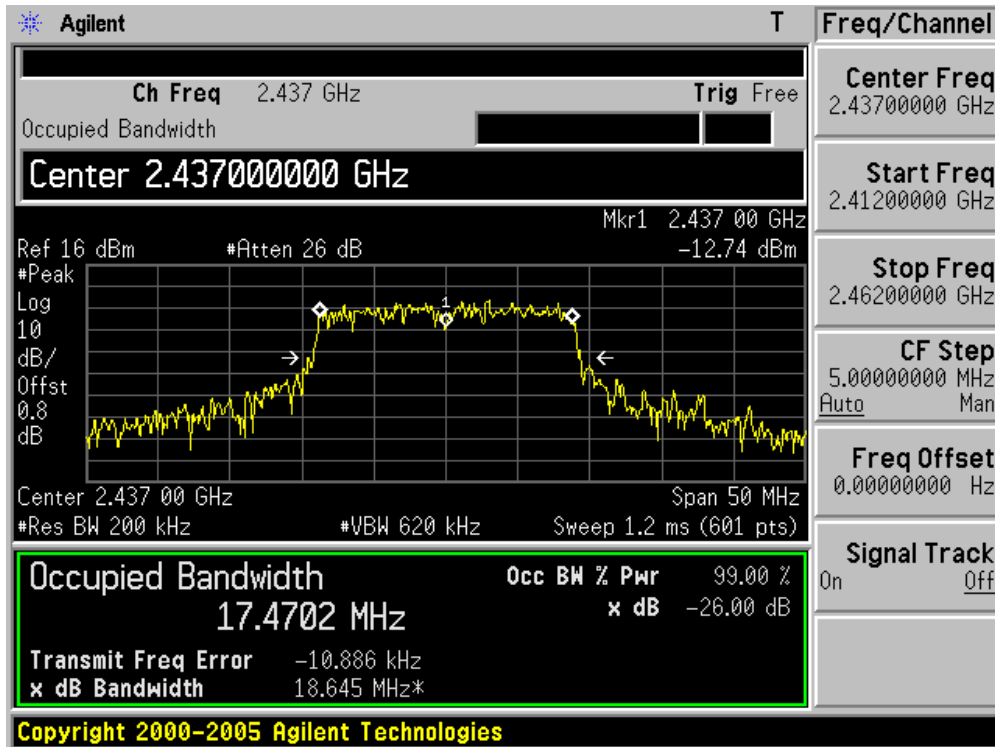 Agilent T
Freq/Channel
Ch Freq 2.437 GHz Trig Free
Occupied Bandwidth
Center 2.437000000 GHz
Mkr1 2.437 00 GHz
Ref 16 dBm #Atten 26 dB -12.74 dBm
#Peak
Log
10
dB/
Offst
0.8
dB
1
Center 2.437 00 GHz Span 50 MHz
#Res BW 200 kHz #VBW 620 kHz Sweep 1.2 ms (601 pts)
Occupied Bandwidth
17.4702 MHz
Occ BW % Pwr 99.00 %
x dB -26.00 dB
Transmit Freq Error -10.886 kHz
x dB Bandwidth 18.645 MHz*
Copyright 2000-2005 Agilent Technologies
Center Freq
2.43700000 GHz
Start Freq
2.41200000 GHz
Stop Freq
2.46200000 GHz
CF Step
5.00000000 MHz
Auto Man
Freq Offset
0.00000000 Hz
Signal Track
On Off